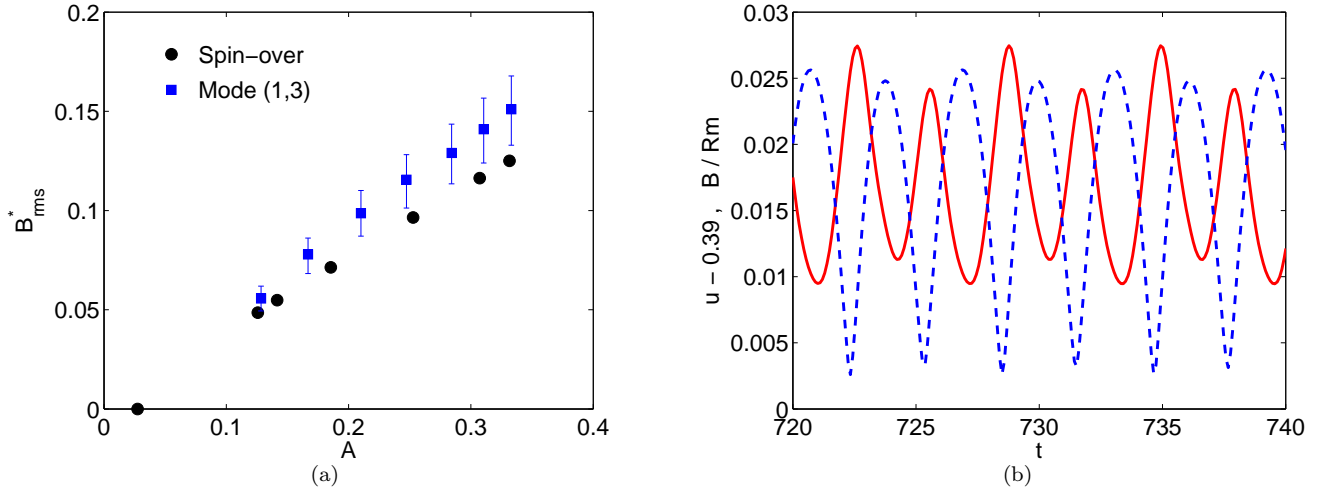 0.2
0.15
0.1
0.05
0
B*rms
Spin−over
Mode (1,3)
0 0.1 0.2 0.3 0.4
A
(a)
0.03
0.025
0.02
0.015
0.01
0.005
0
u − 0.39 , B / Rm
720 725 730 735 740
t
(b)